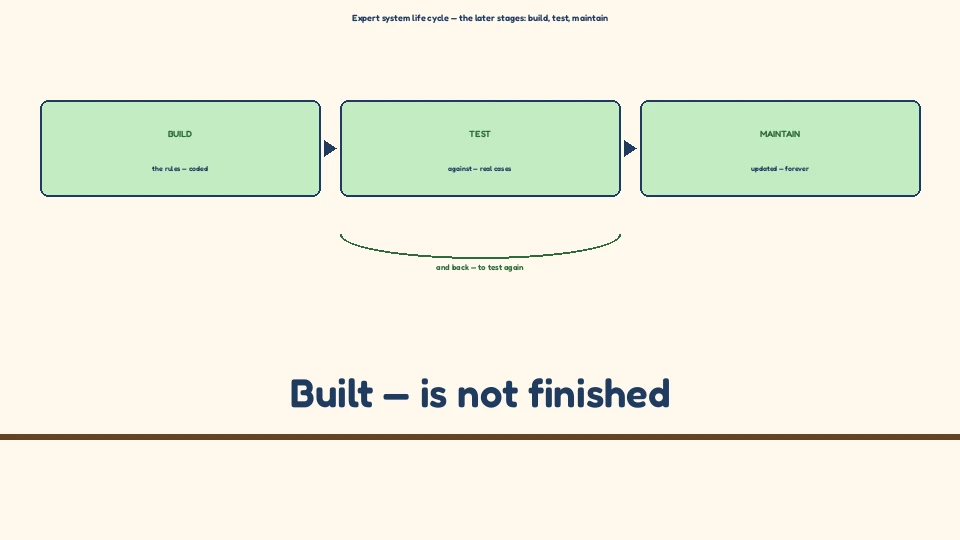 Expert system life cycle — the later stages: build, test, maintain
BUILD
the rules — coded
TEST
against — real cases
MAINTAIN
updated — forever
and back — to test again
Built — is not finished